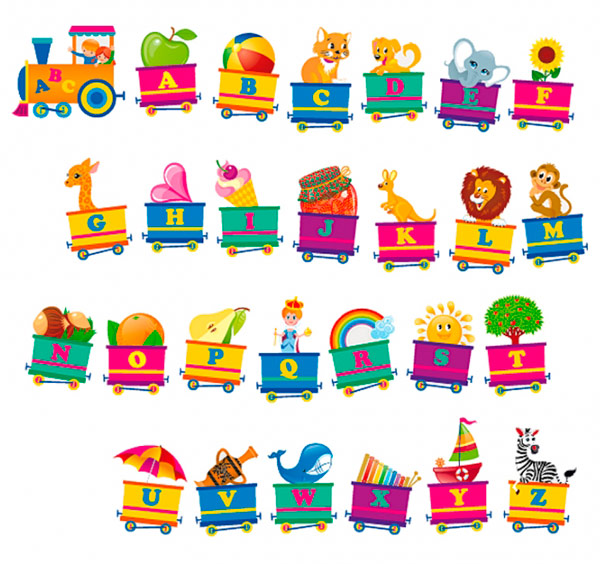 ABC A B C D E F
G H I J K L M
N O P Q R S T
U V W X Y Z